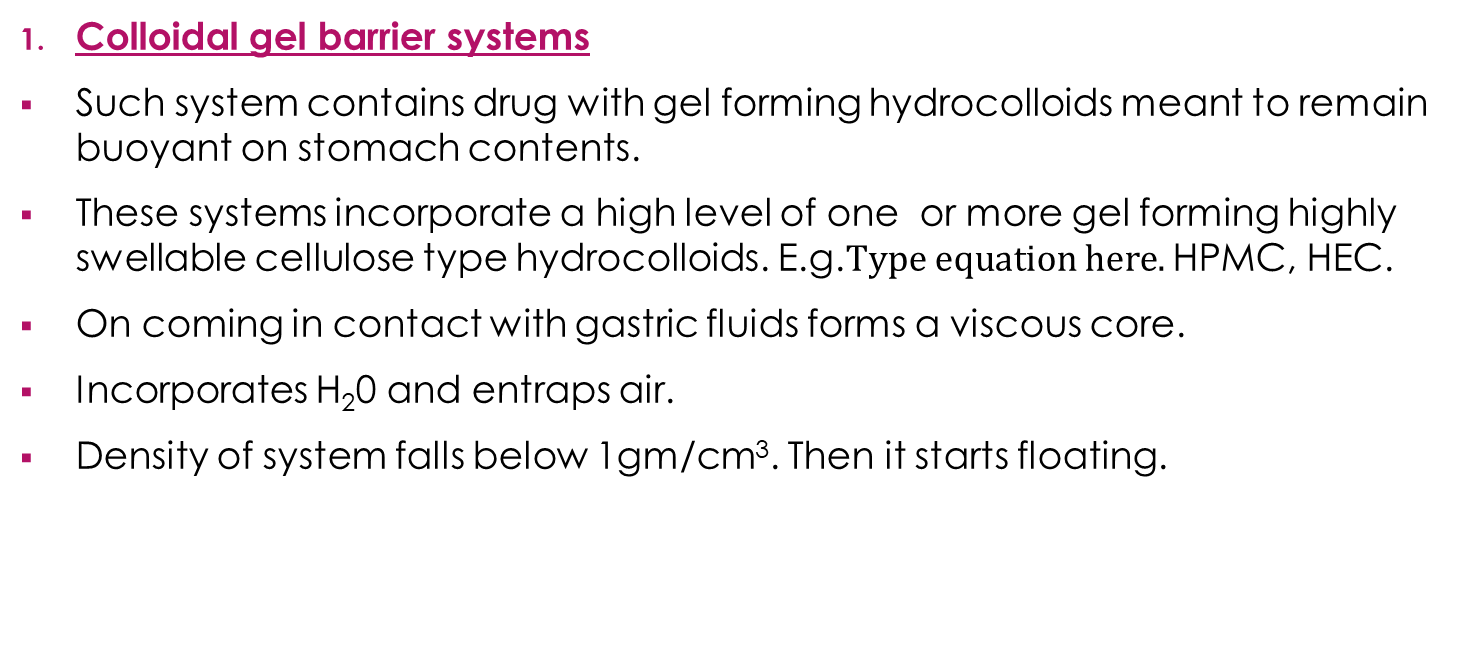 1. Colloidal gel barrier systems
▪ Such system contains drug with gel forming hydrocolloids meant to remain
buoyant on stomach contents.
▪ These systems incorporate a high level of one  or more gel forming highly
swellable cellulose type hydrocolloids. E.g.Type equation here. HPMC, HEC.
▪ On coming in contact with gastric fluids forms a viscous core.
▪ Incorporates H₂0 and entraps air.
▪ Density of system falls below 1gm/cm³. Then it starts floating.